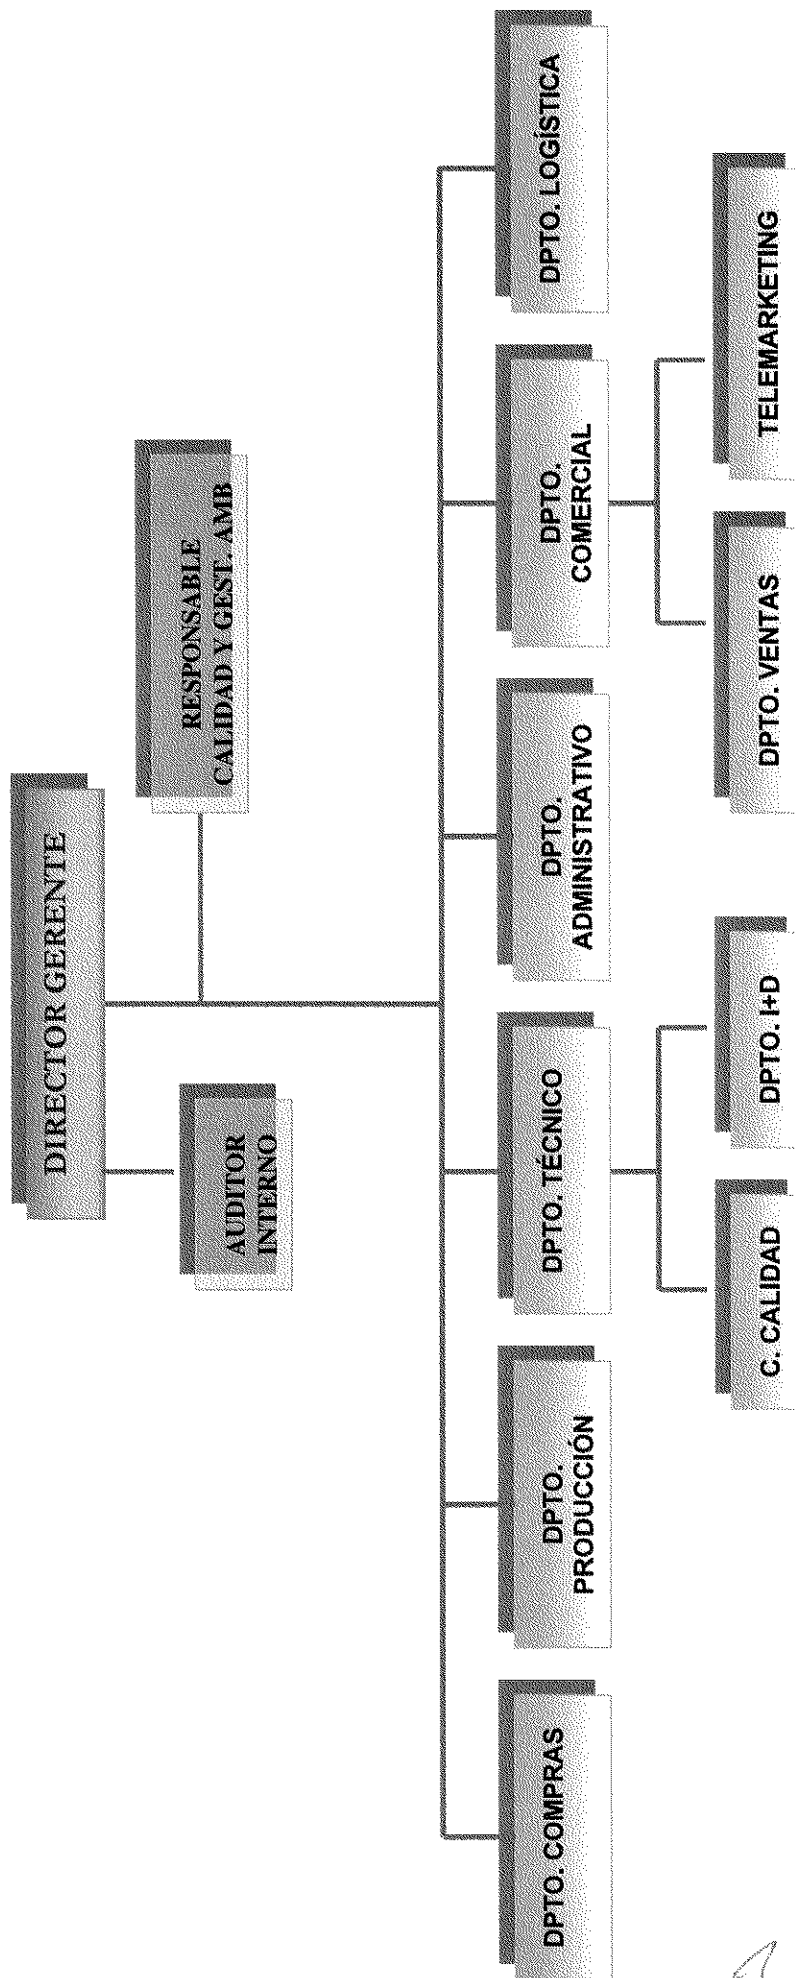 DIRECTOR GERENTE
AUDITOR
INTERNO
RESPONSABLE
CALIDAD Y GEST. AMB
DPTO. COMPRAS
DPTO.
PRODUCCIÓN
DPTO. TÉCNICO
DPTO.
ADMINISTRATIVO
DPTO.
COMERCIAL
DPTO. LOGÍSTICA
C. CALIDAD
DPTO. I+D
DPTO. VENTAS
TELEMARKETING